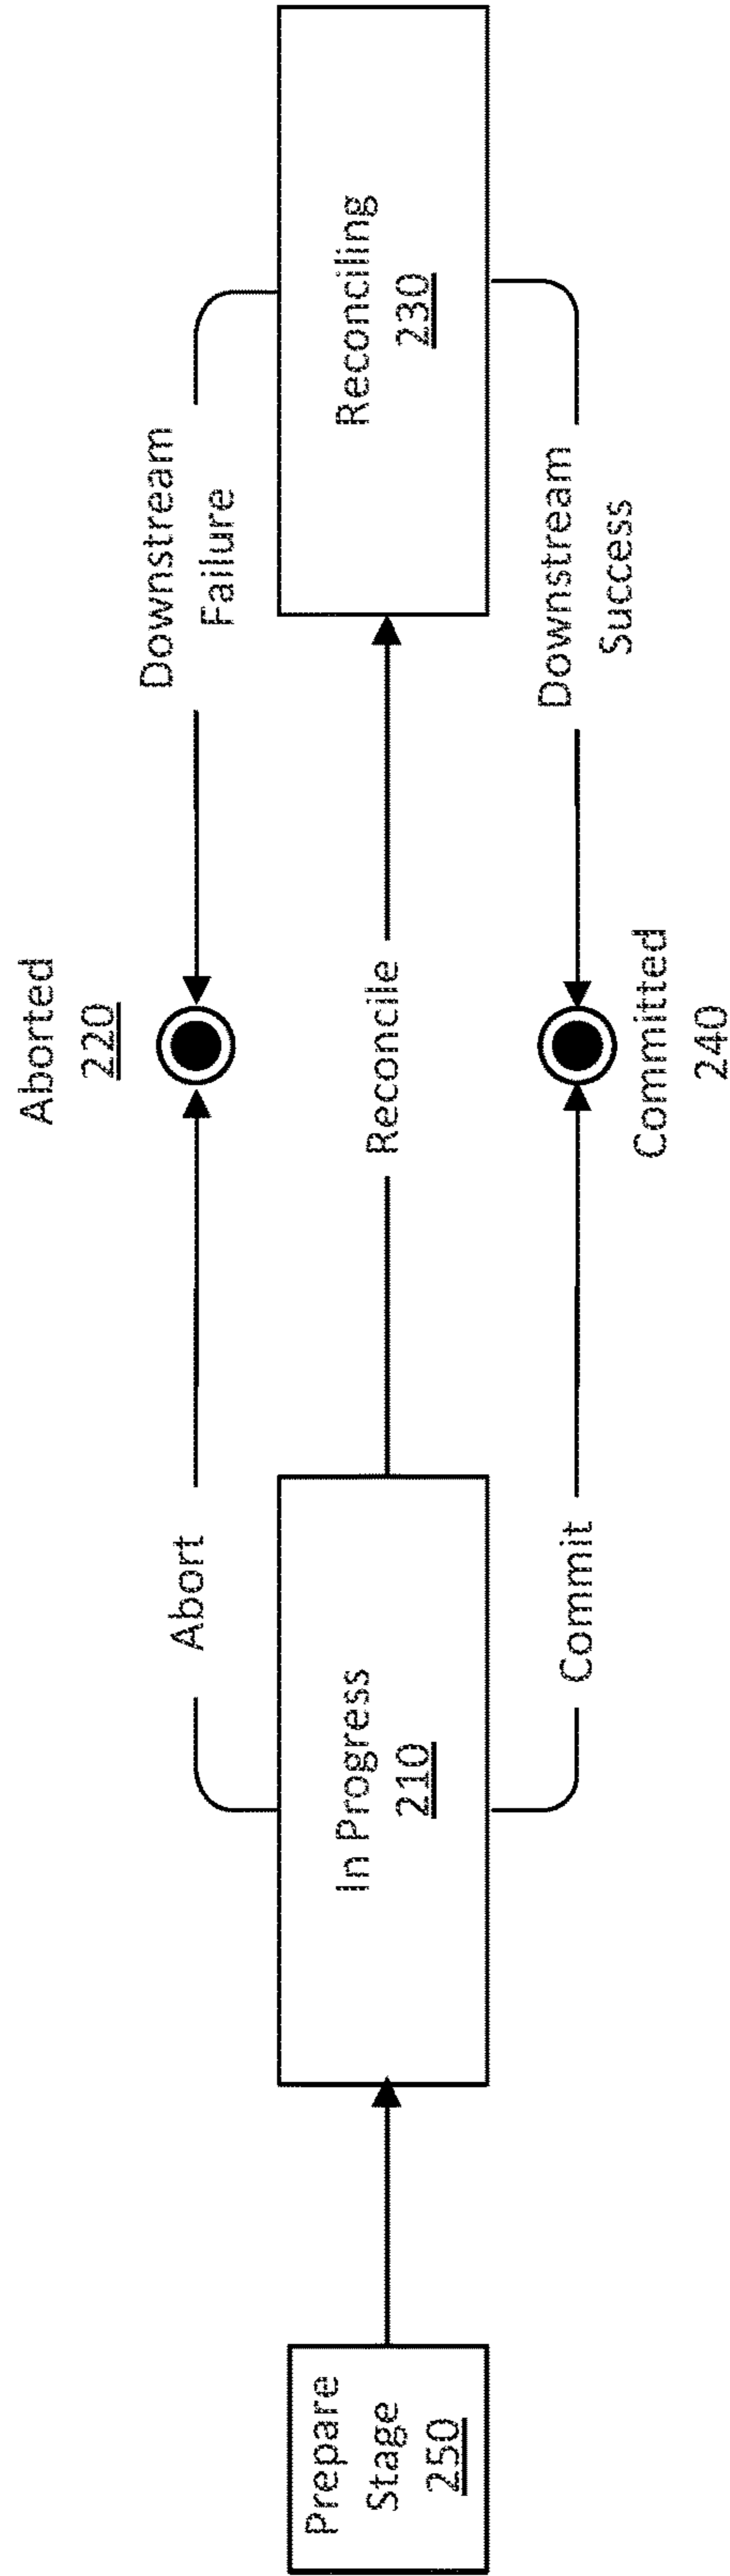 Prepare
Stage
250
In Progress
210
Abort
Commit
Aborted
220
Reconcile
Committed
240
Downstream
Failure
Downstream
Success
Reconciling
230